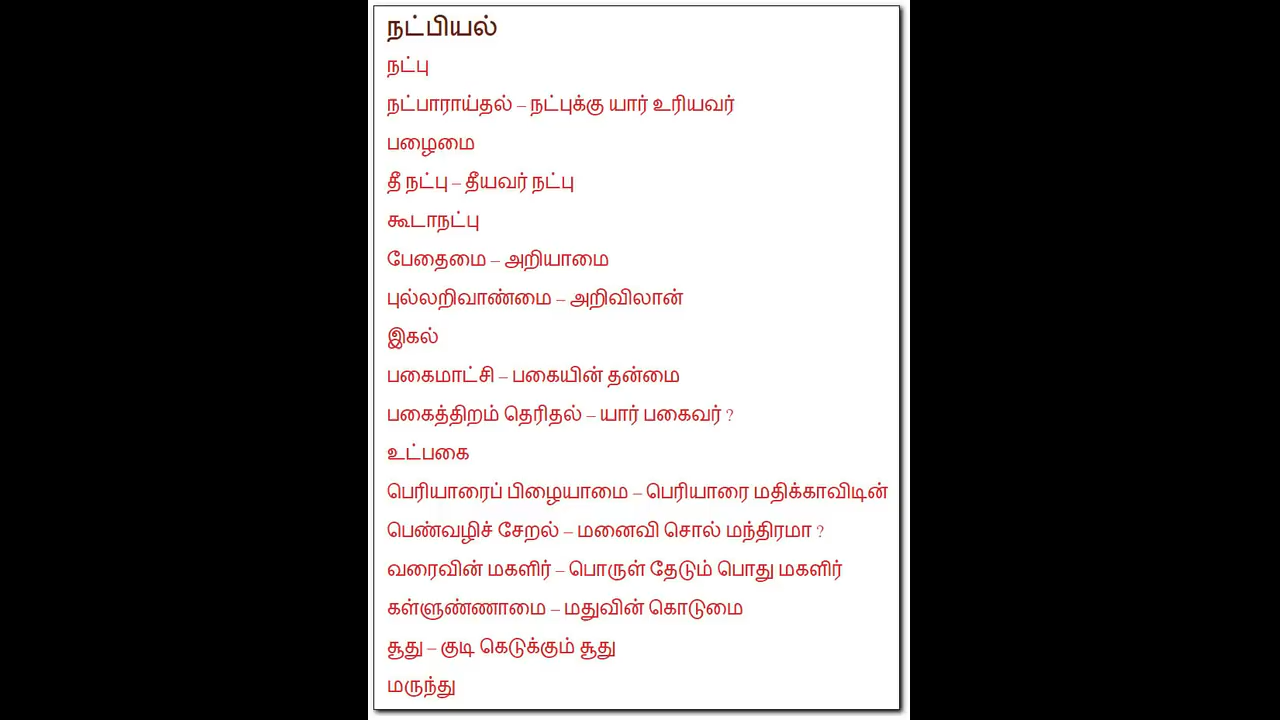 நட்பியல்
நட்பு
நட்பாராய்தல் – நட்புக்கு யார் உரியவர்
பழைமை
தீ நட்பு – தீயவர் நட்பு
கூடாநட்பு
பேதைமை – அறியாமை
புல்லறிவாண்மை – அறிவிலான்
இகல்
பகைமாட்சி – பகையின் தன்மை
பகைத்திறம் தெரிதல் – யார் பகைவர் ?
உட்பகை
பெரியாரைப் பிழையாமை – பெரியாரை மதிக்காவிடின்
பெண்வழிச் சேறல் – மனைவி சொல் மந்திரமா ?
வரைவின் மகளிர் – பொருள் தேடும் பொது மகளிர்
கள்ளுண்ணாமை – மதுவின் கொடுமை
சூது – குடி கெடுக்கும் சூது
மருந்து